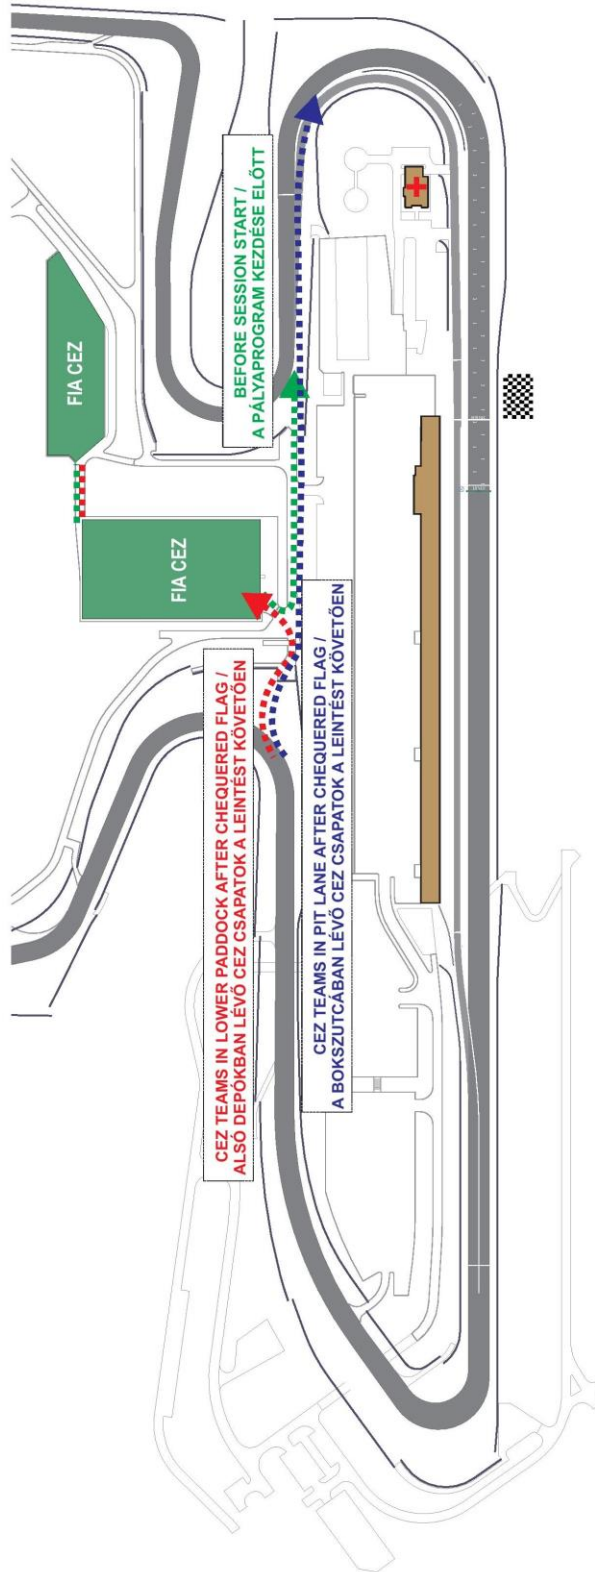 FIA CEZ
FIA CEZ
BEFORE SESSION START /
A PÁLYAPROGRAM KEZDÉSE ELŐTT
CEZ TEAMS IN LOWER PADDOCK AFTER CHEQUERED FLAG /
ALSÓ DEPÓKBAN LÉVŐ CEZ CSAPATOK A LEINTÉST KÖVETŐEN
CEZ TEAMS IN PIT LANE AFTER CHEQUERED FLAG /
A BOKSZUTCÁBAN LÉVŐ CEZ CSAPATOK A LEINTÉST KÖVETŐEN